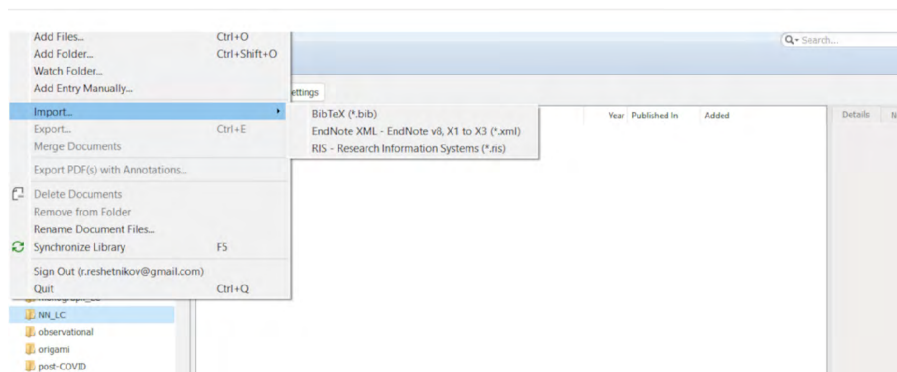 Add Files... Ctrl+O
Add Folder... Ctrl+Shift+O
Watch Folder...
Add Entry Manually...
Import...
Export... Ctrl+E
Merge Documents
Export PDF(s) with Annotations...
Delete Documents
Remove from Folder
Rename Document Files...
Synchronize Library F5
Sign Out (r.reshetnikov@gmail.com)
Quit Ctrl+Q
BibTeX (*.bib)
EndNote XML - EndNote v8, X1 to X3 (*.xml)
RIS - Research Information Systems (*.ris)
Search...
ettings
Year Published In Added
Details
NN_LC
observational
origami
post-COVID